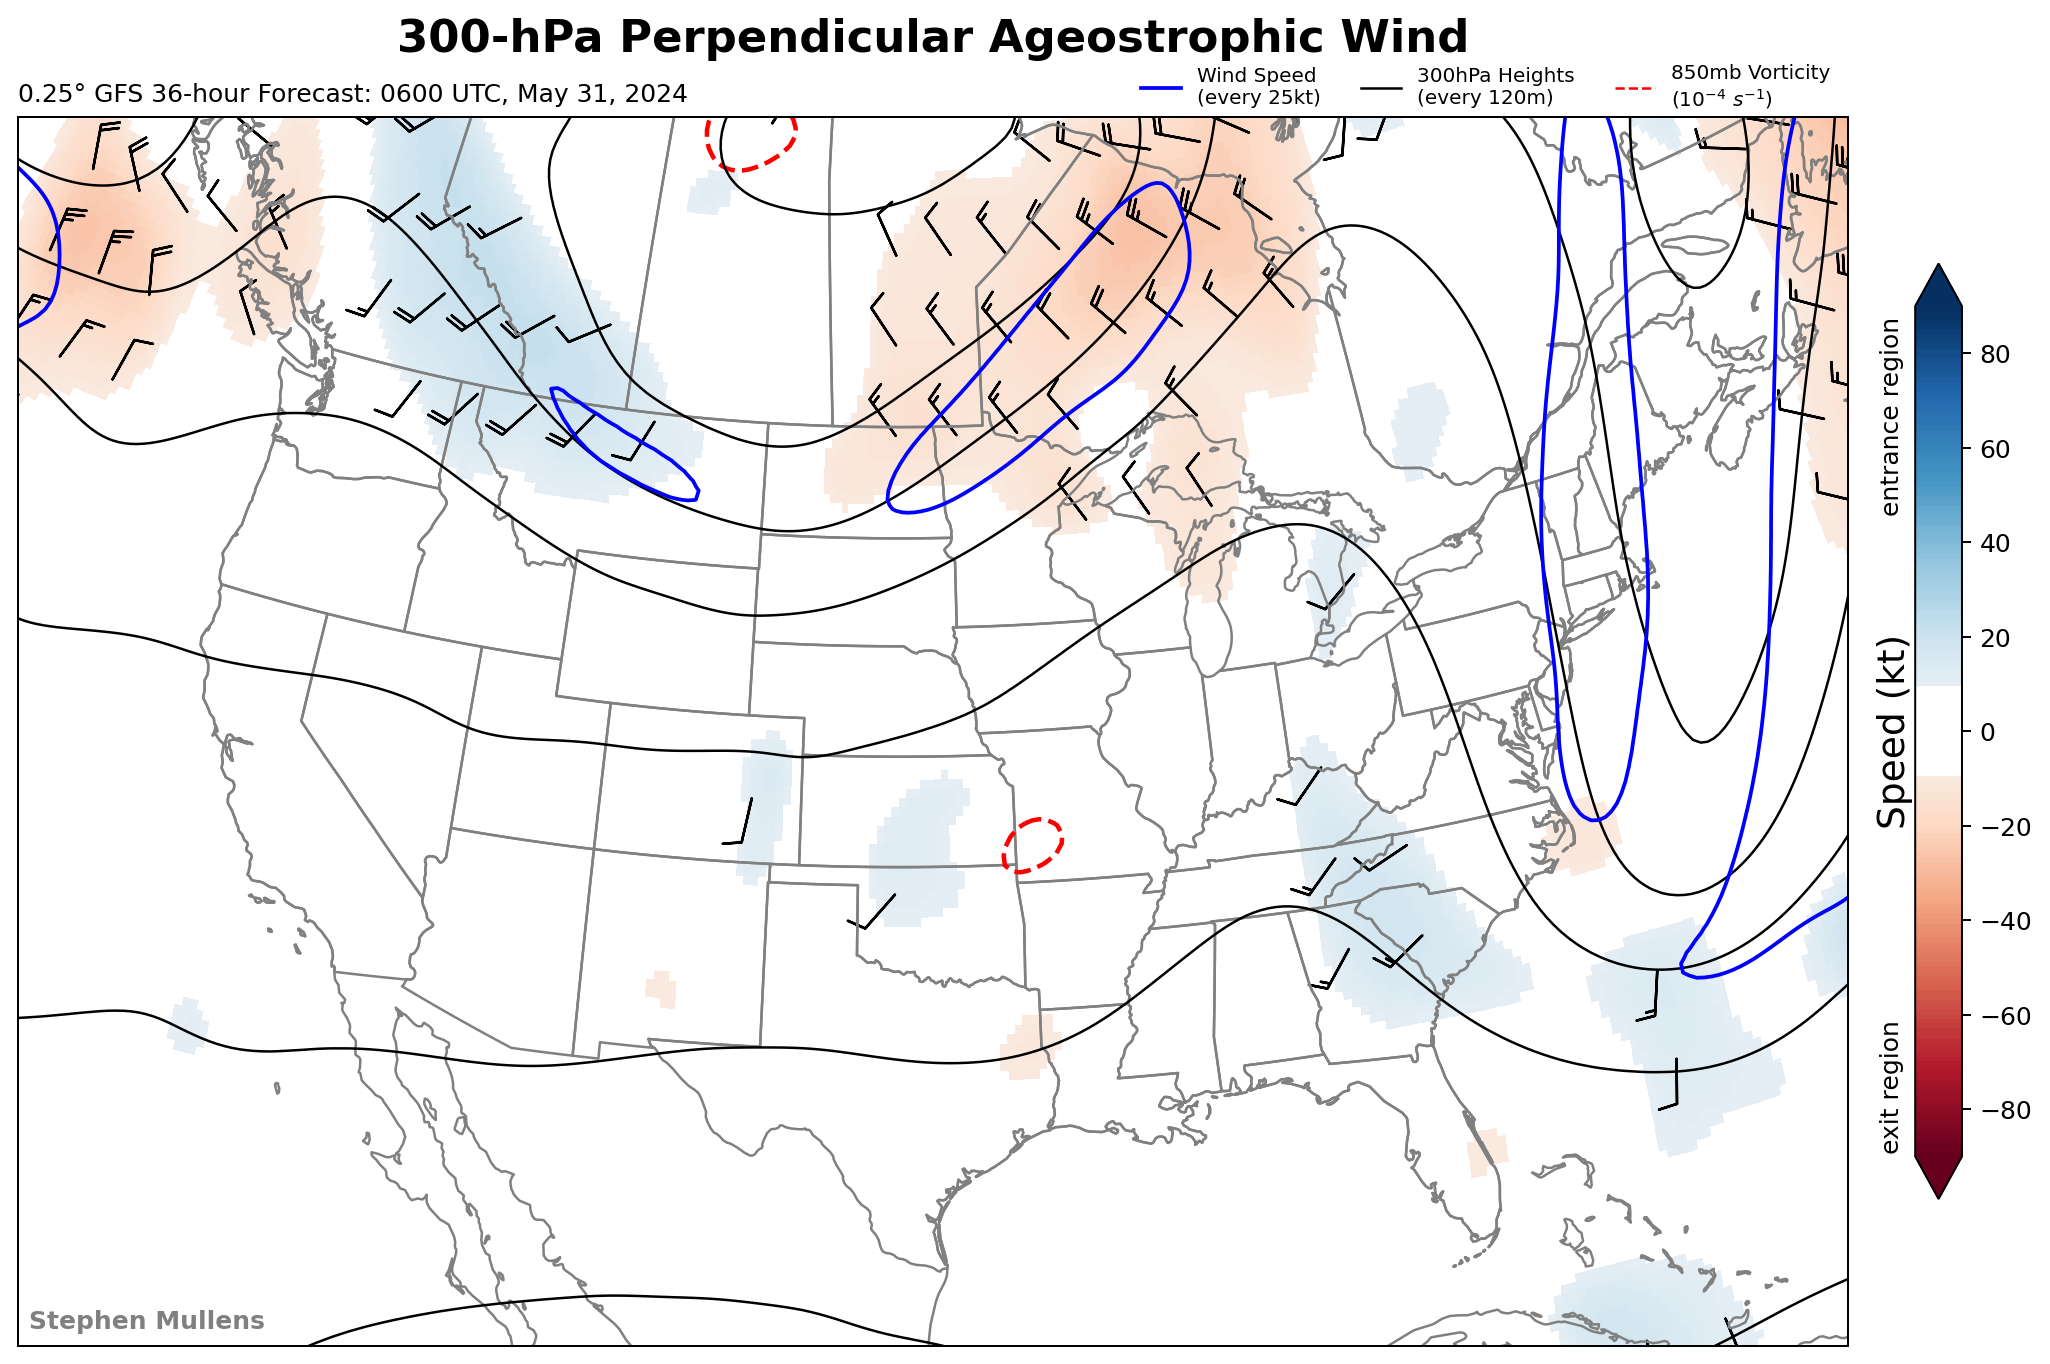 300-hPa Perpendicular Ageostrophic Wind
0.25° GFS 36-hour Forecast: 0600 UTC, May 31, 2024
Wind Speed
(every 25kt)
300hPa Heights
(every 120m)
850mb Vorticity
(10⁻⁴ s⁻¹)
entrance region
Speed (kt)
exit region
80
60
40
20
0
−20
−40
−60
−80
Stephen Mullens